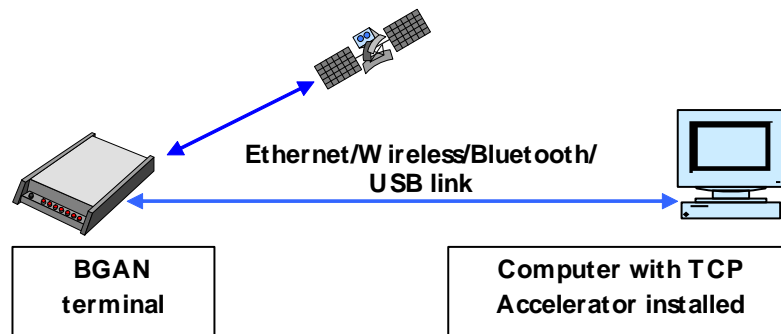 Ethernet/Wireless/Bluetooth/
USB link
BGAN
terminal
Computer with TCP
Accelerator installed